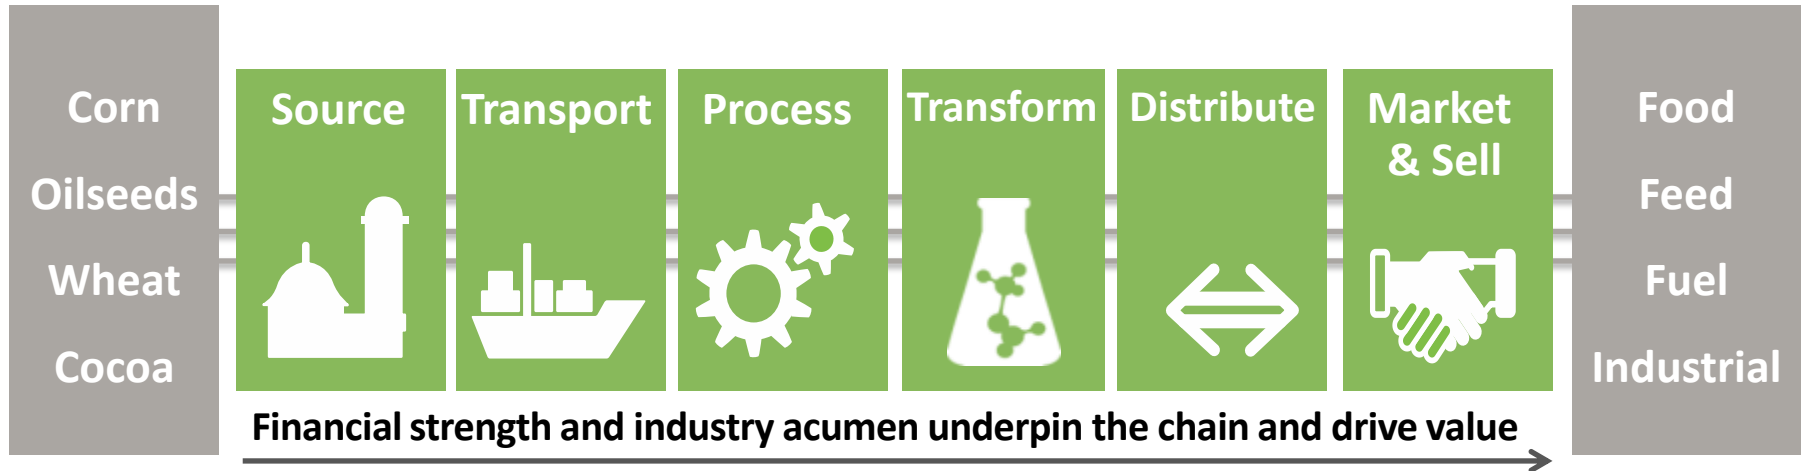 Corn
Oilseeds
Wheat
Cocoa
Source
Transport
Process
Transform
Distribute
Market
& Sell
Food
Feed
Fuel
Industrial
Financial strength and industry acumen underpin the chain and drive value